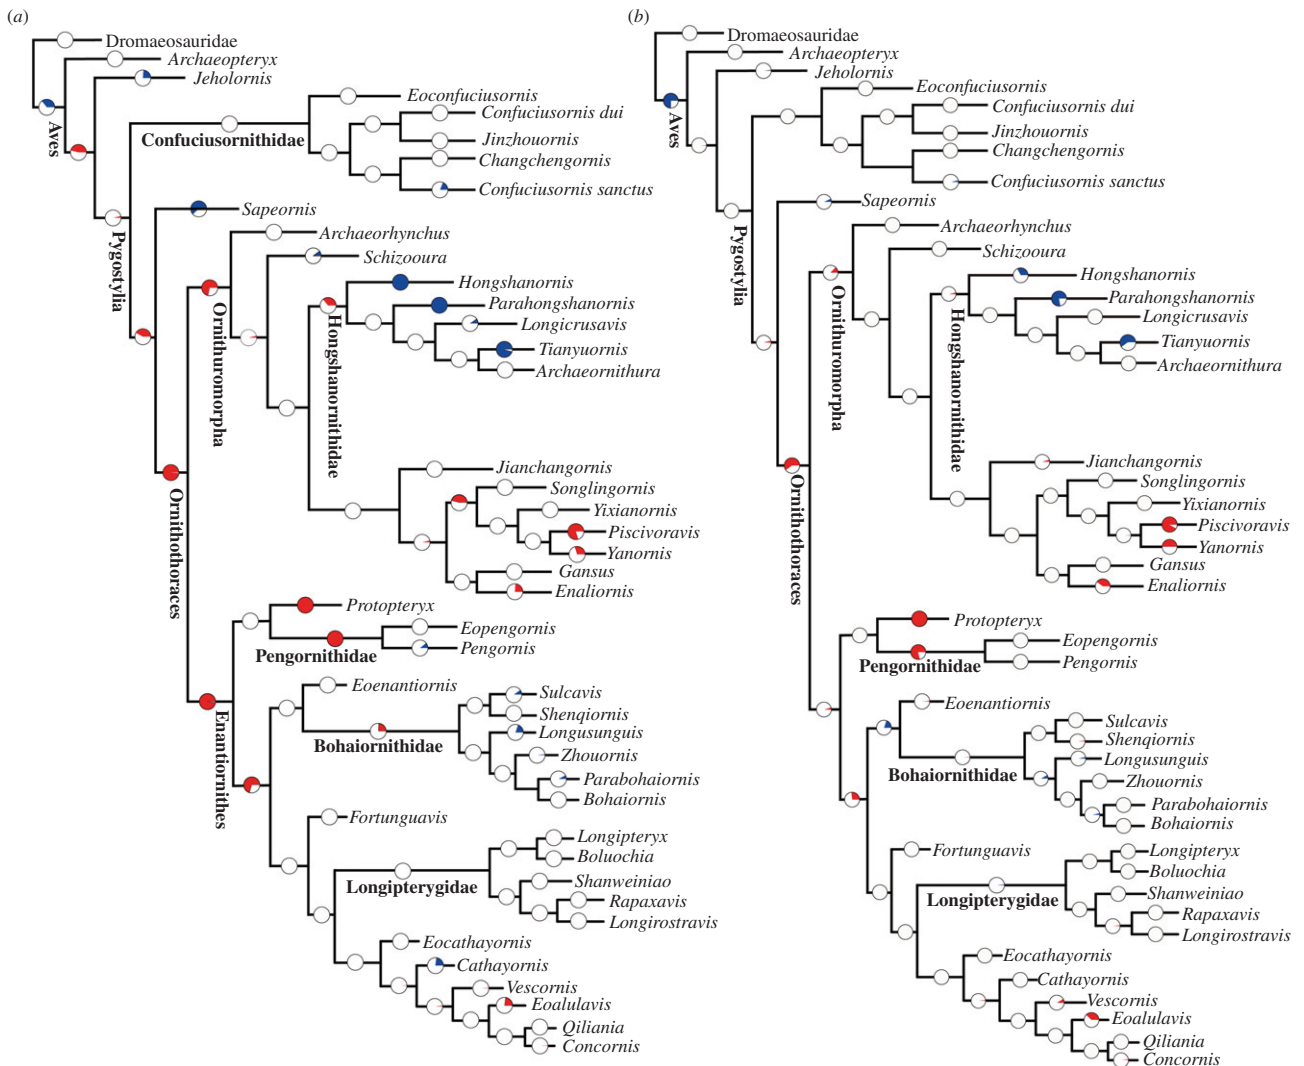 (a)
Dromaeosauridae
Archaeopteryx
Jeholornis
Aves
Eoconfuciusornis
Confuciusornis dui
Confuciusornithidae
Jinzhouornis
Changchengornis
Confuciusornis sanctus
Pygostylia
Sapeornis
Archaeorhynchus
Schizooura
Ornithuromorpha
Hongshanornis
Parahongshanornis
Longicrusavis
Tianyuornis
Archaeornithura
Hongshanornithidae
Jianchangornis
Songlingornis
Yixianornis
Piscivoravis
Yanornis
Gansus
Enaliornis
Ornithothoraces
Protopteryx
Eopengornis
Pengornithidae
Pengornis
Enantiornithes
Eoenantiornis
Sulcavis
Shenqiornis
Bohaiornithidae
Longusunguis
Zhouornis
Parabohaiornis
Bohaiornis
Fortunguavis
Longipteryx
Boluochia
Longipterygidae
Shanweiniao
Rapaxavis
Longirostravis
Eocathayornis
Cathayornis
Vescornis
Eoalulavis
Qiliania
Concornis
(b)
Dromaeosauridae
Archaeopteryx
Jeholornis
Aves
Eoconfuciusornis
Confuciusornis dui
Jinzhouornis
Changchengornis
Confuciusornis sanctus
Pygostylia
Sapeornis
Archaeorhynchus
Schizooura
Ornithuromorpha
Hongshanornis
Parahongshanornis
Longicrusavis
Tianyuornis
Archaeornithura
Hongshanornithidae
Jianchangornis
Songlingornis
Yixianornis
Piscivoravis
Yanornis
Gansus
Enaliornis
Ornithothoraces
Protopteryx
Eopengornis
Pengornithidae
Pengornis
Eoenantiornis
Sulcavis
Shenqiornis
Longusunguis
Bohaiornithidae
Zhouornis
Parabohaiornis
Bohaiornis
Fortunguavis
Longipteryx
Boluochia
Longipterygidae
Shanweiniao
Rapaxavis
Longirostravis
Eocathayornis
Cathayornis
Vescornis
Eoalulavis
Qiliania
Concornis